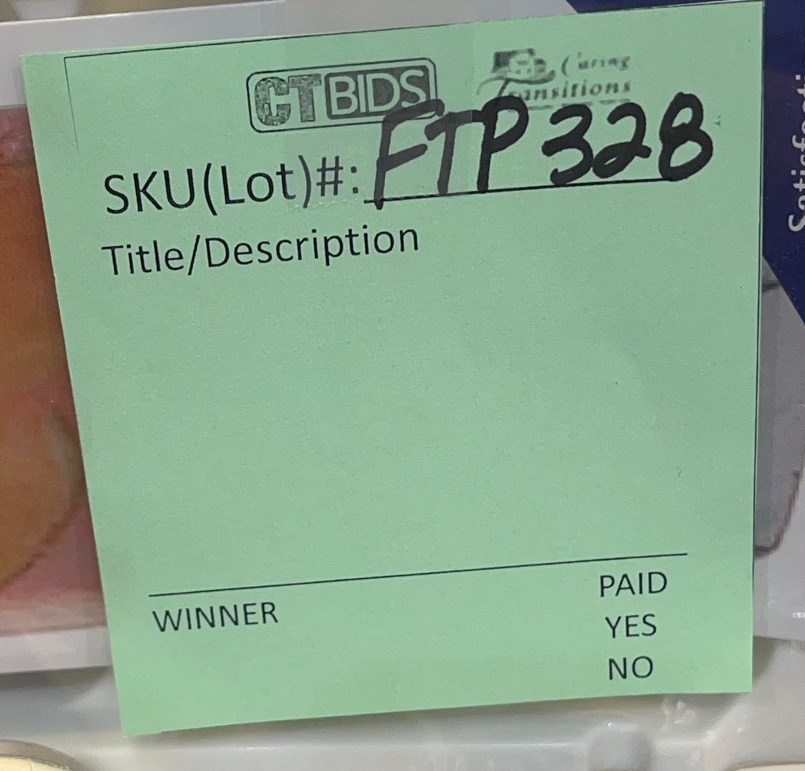 CTBIDS
Caring
Transitions
SKU(Lot)#: FTP 328
Title/Description
WINNER
PAID
YES
NO